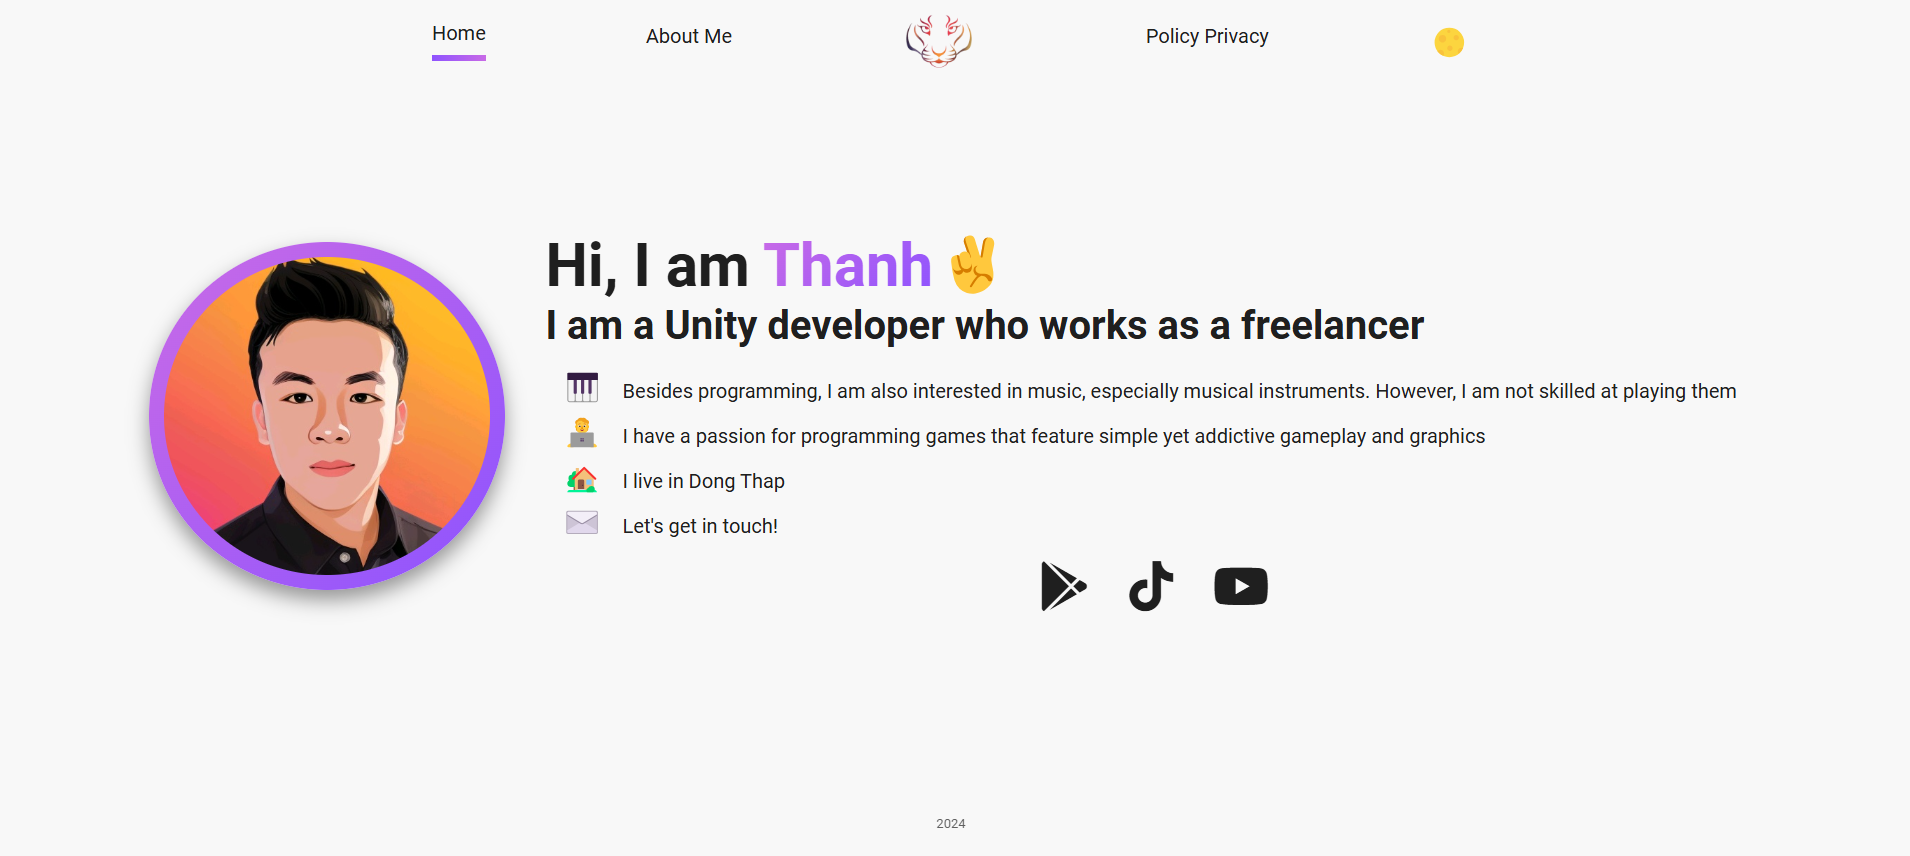 Home
About Me
Policy Privacy
Hi, I am Thanh✌️
I am a Unity developer who works as a freelancer
Besides programming, I am also interested in music, especially musical instruments. However, I am not skilled at playing them
I have a passion for programming games that feature simple yet addictive gameplay and graphics
I live in Dong Thap
Let's get in touch!
2024